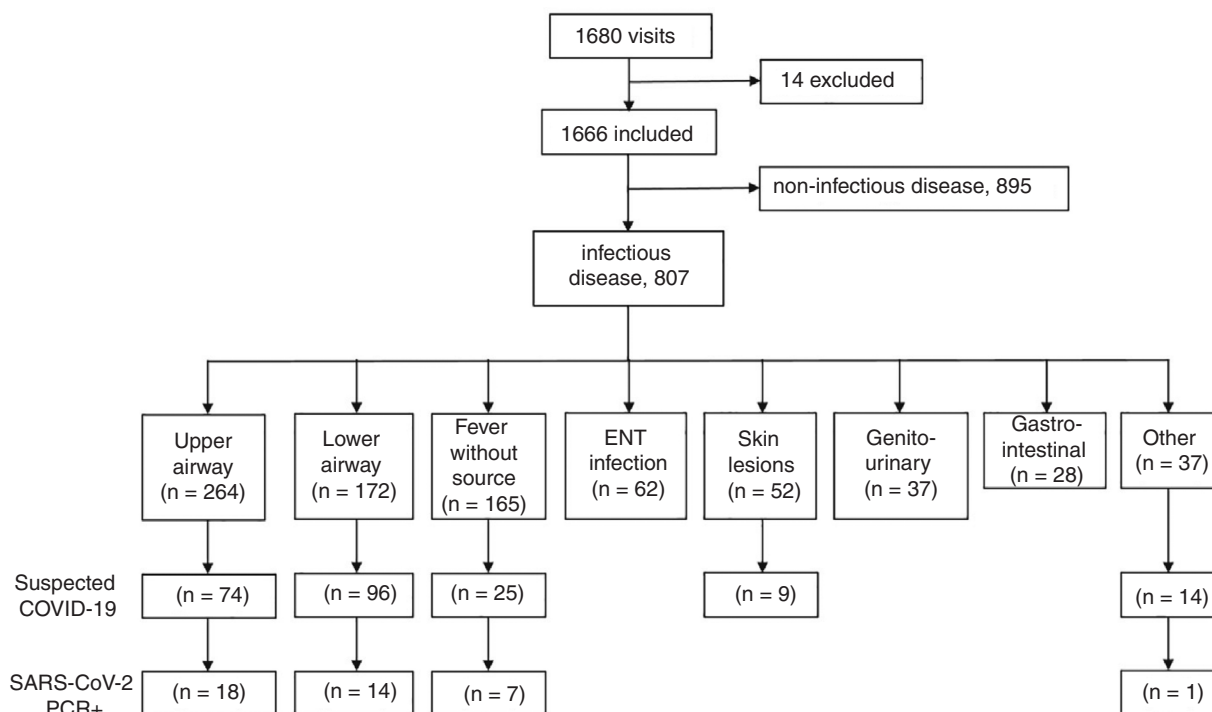 1680 visits
14 excluded
1666 included
non-infectious disease, 895
infectious
disease, 807
Upper
airway
(n = 264)
Lower
airway
(n = 172)
Fever
without
source
(n = 165)
ENT
infection
(n = 62)
Skin
lesions
(n = 52)
Genito-
urinary
(n = 37)
Gastro-
intestinal
(n = 28)
Other
(n = 37)
Suspected
COVID-19
(n = 74)
(n = 96)
(n = 25)
(n = 9)
(n = 14)
SARS-CoV-2
PCR+
(n = 18)
(n = 14)
(n = 7)
(n = 1)